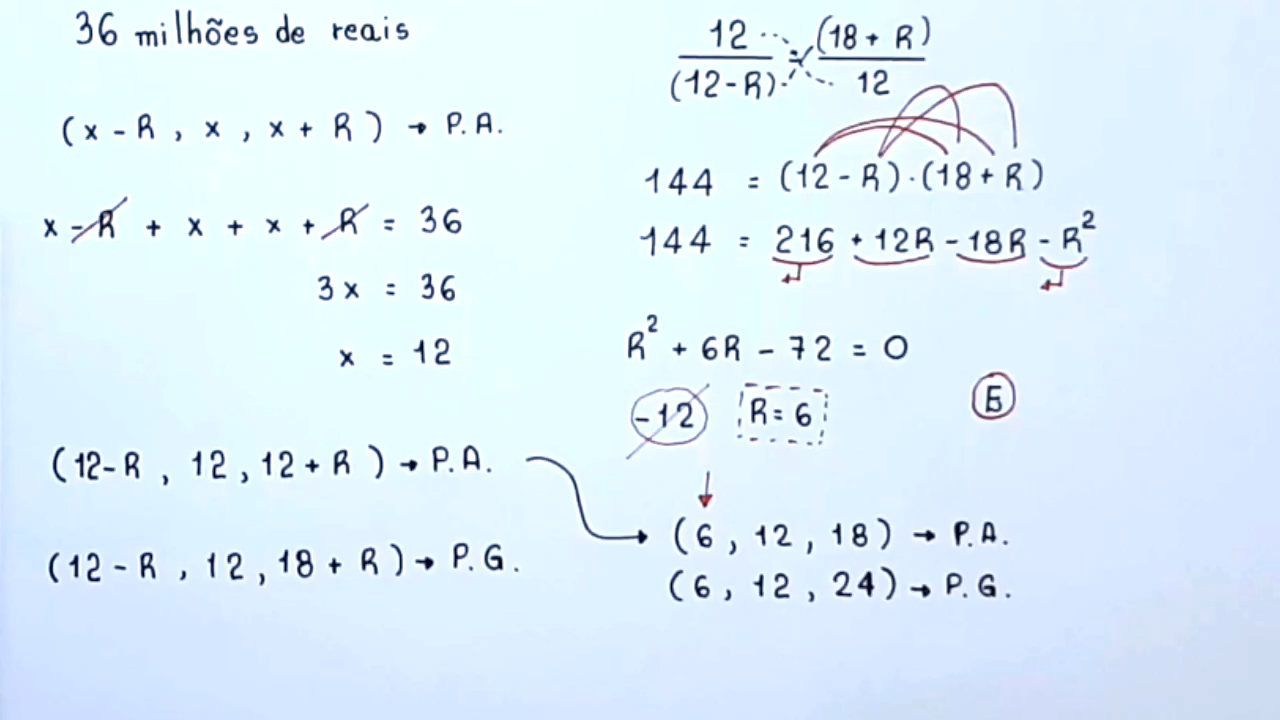 36 milhões de reais
(x - R , x , x + R) → P.A.
x - R + x + x + R = 36
3x = 36
x = 12
(12 - R , 12 , 12 + R) → P.A.
(12 - R , 12 , 18 + R) → P.G.
12/(12 - R) = (18 + R)/12
144 = (12 - R) · (18 + R)
144 = 216 + 12R - 18R - R²
R² + 6R - 72 = 0
-12 R = 6
(6 , 12 , 18) → P.A.
(6 , 12 , 24) → P.G.